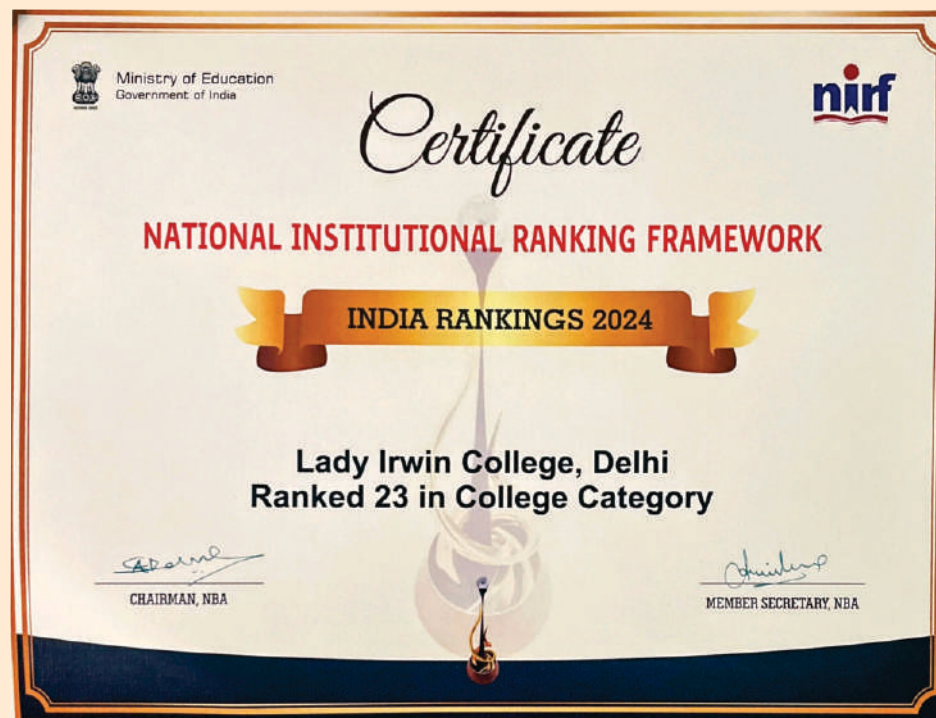 Ministry of Education
Government of India
nirf
Certificate
NATIONAL INSTITUTIONAL RANKING FRAMEWORK
INDIA RANKINGS 2024
Lady Irwin College, Delhi
Ranked 23 in College Category
CHAIRMAN, NBA
MEMBER SECRETARY, NBA